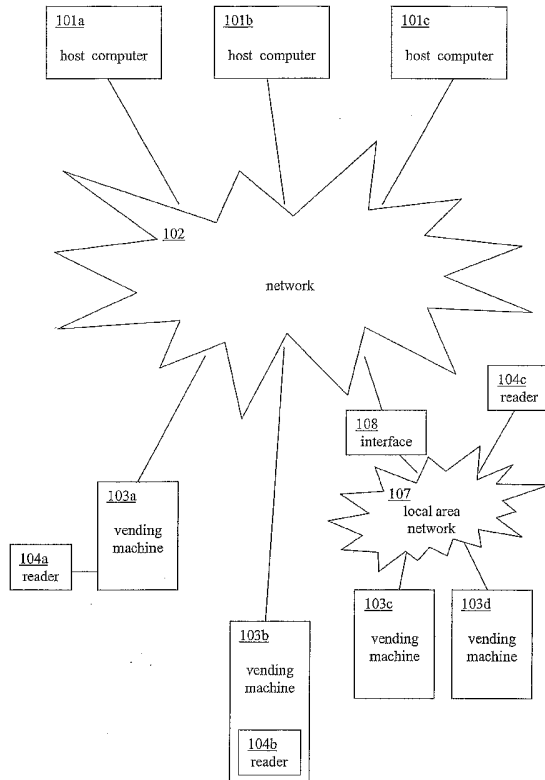 101a
host computer
101b
host computer
101c
host computer
102
network
104c
reader
108
interface
107
local area
network
103a
vending
machine
104a
reader
103b
vending
machine
104b
reader
103c
vending
machine
103d
vending
machine